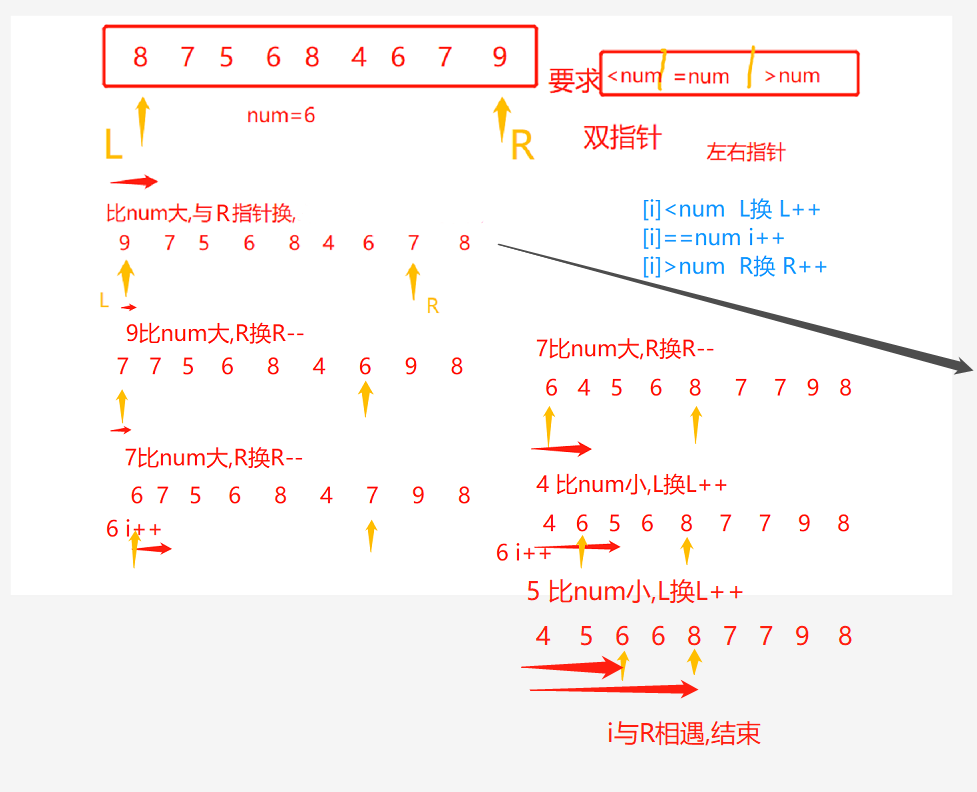 8 7 5 6 8 4 6 7 9
要求 <num =num >num
num=6
L
R
双指针
左右指针
比num大,与R指针换,
9 7 5 6 8 4 6 7 8
L
R
[i]<num L换 L++
[i]==num i++
[i]>num R换 R++
9比num大,R换R--
7 7 5 6 8 4 6 9 8
7比num大,R换R--
6 7 5 6 8 4 7 9 8
6 i++
7比num大,R换R--
6 4 5 6 8 7 7 9 8
4 比num小,L换L++
4 6 5 6 8 7 7 9 8
6 i++
5 比num小,L换L++
4 5 6 6 8 7 7 9 8
i与R相遇,结束